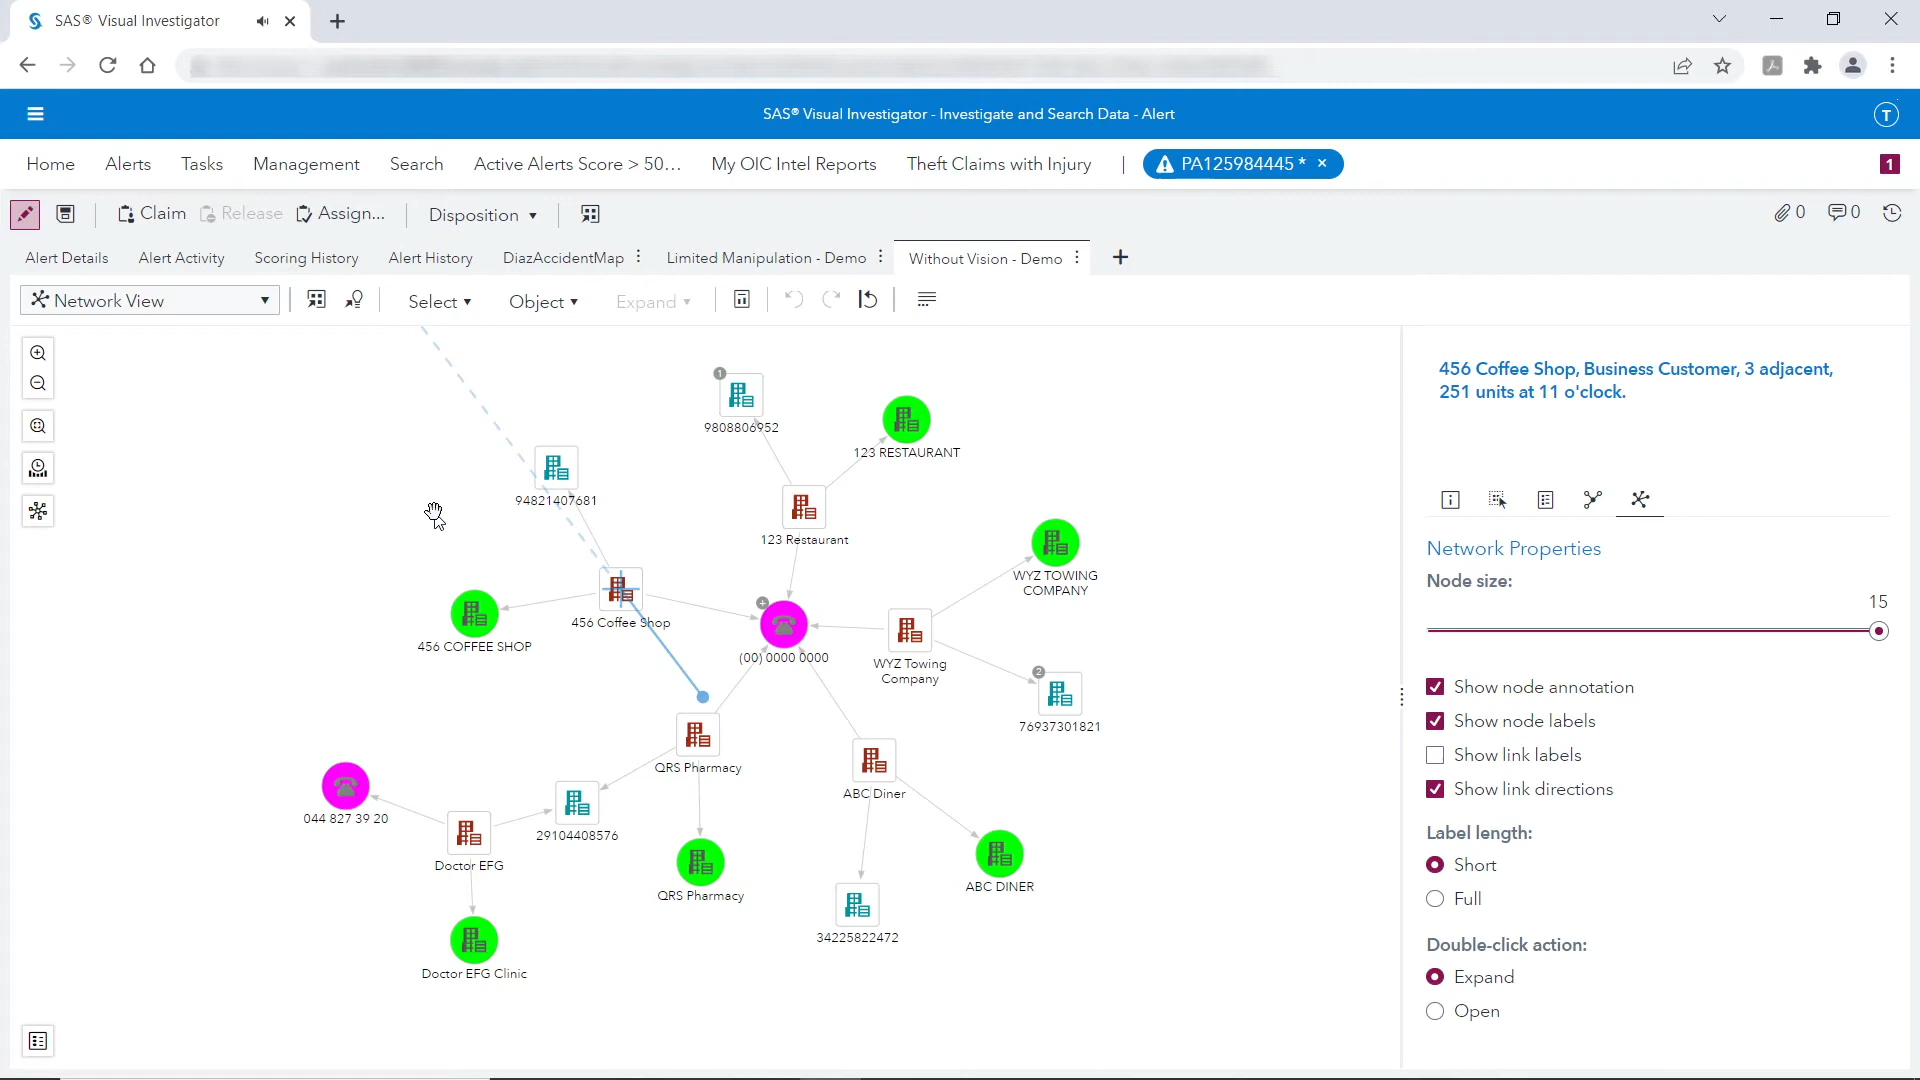 SAS® Visual Investigator
SAS® Visual Investigator - Investigate and Search Data - Alert
T
Home Alerts Tasks Management Search Active Alerts Score > 50... My OIC Intel Reports Theft Claims with Injury | PA125984445 * ×
1
Claim Release Assign... Disposition
0 0
Alert Details Alert Activity Scoring History Alert History DiazAccidentMap Limited Manipulation - Demo Without Vision - Demo
Network View Select Object Expand
456 Coffee Shop, Business Customer, 3 adjacent,
251 units at 11 o'clock.
1
9808806952
123 RESTAURANT
94821407681
123 Restaurant
WYZ TOWING
COMPANY
456 Coffee Shop
456 COFFEE SHOP
(00) 0000 0000
WYZ Towing
Company
2
76937301821
QRS Pharmacy
ABC Diner
044 827 39 20
29104408576
Doctor EFG
QRS Pharmacy
ABC DINER
34225822472
Doctor EFG Clinic
Network Properties
Node size:
15
Show node annotation
Show node labels
Show link labels
Show link directions
Label length:
Short
Full
Double-click action:
Expand
Open